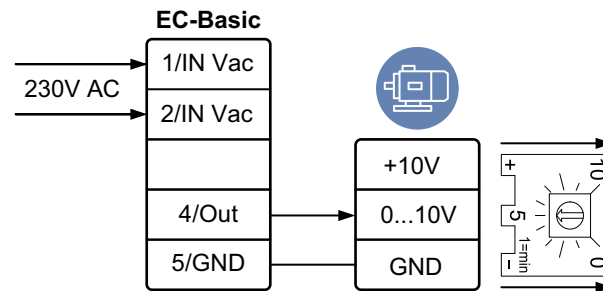 EC-Basic
230V AC
1/IN Vac
2/IN Vac
4/Out
5/GND
+10V
0...10V
GND
+ 10
5
1=min
- 0